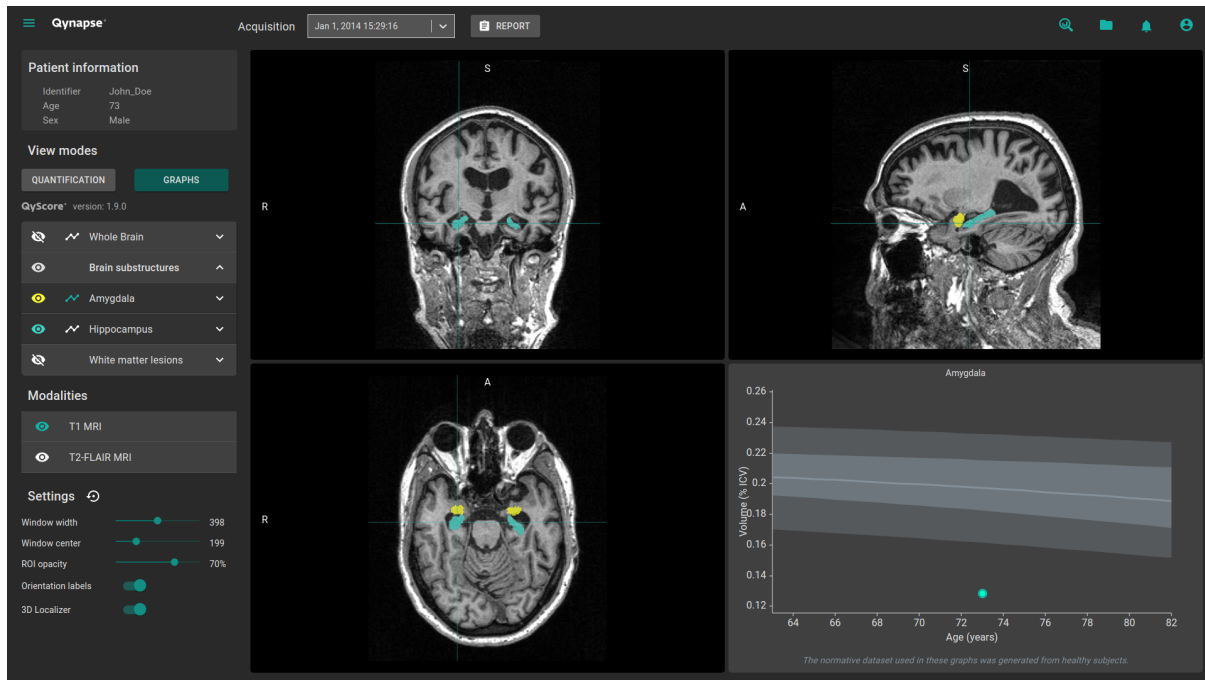 Qynapse
Acquisition
Jan 1, 2014 15:29:16
REPORT
Patient information
Identifier John_Doe
Age 73
Sex Male
View modes
QUANTIFICATION GRAPHS
QyScore version: 1.9.0
Whole Brain
Brain substructures
Amygdala
Hippocampus
White matter lesions
Modalities
T1 MRI
T2-FLAIR MRI
Settings
Window width 398
Window center 199
ROI opacity 70%
Orientation labels
3D Localizer
S
R
S
A
A
R
Amygdala
0.26
0.24
0.22
0.2
0.18
0.16
0.14
0.12
Volume (% ICV)
64 66 68 70 72 74 76 78 80 82
Age (years)
The normative dataset used in these graphs was generated from healthy subjects.